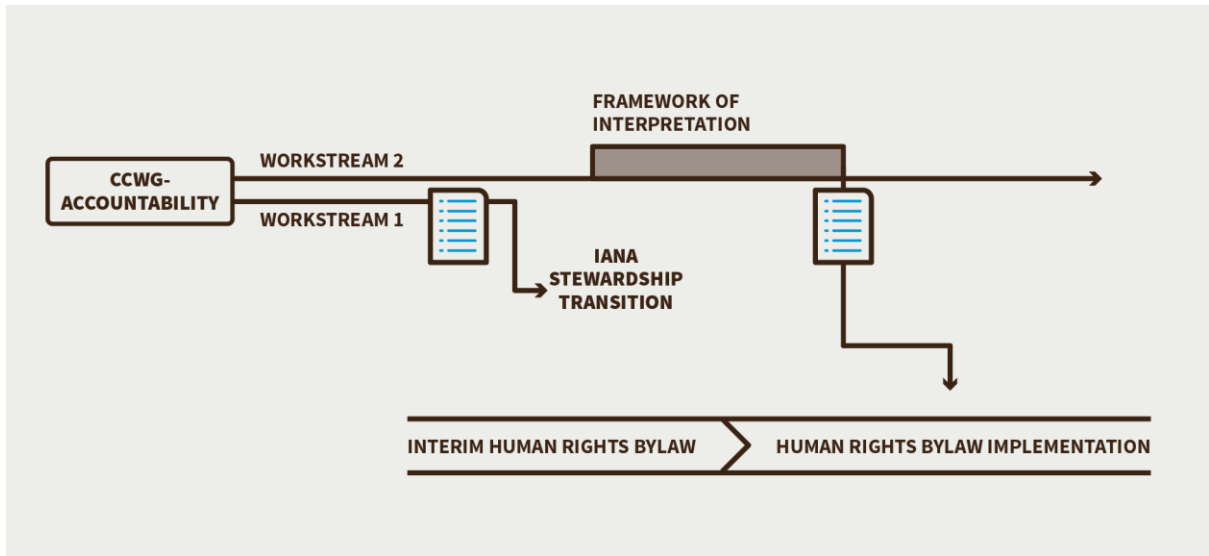 FRAMEWORK OF
INTERPRETATION
WORKSTREAM 2
CCWG-
ACCOUNTABILITY
WORKSTREAM 1
IANA
STEWARDSHIP
TRANSITION
INTERIM HUMAN RIGHTS BYLAW
HUMAN RIGHTS BYLAW IMPLEMENTATION